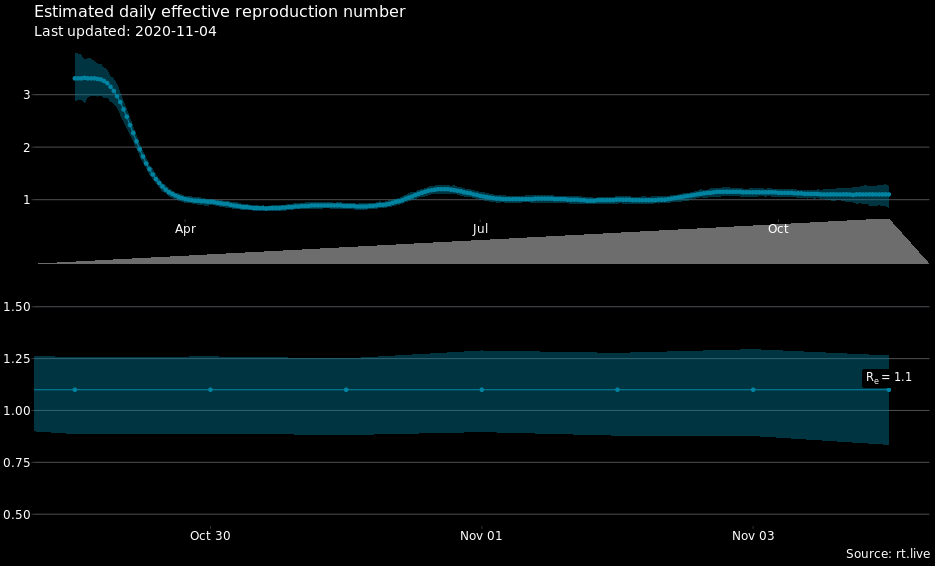 Estimated daily effective reproduction number
Last updated: 2020-11-04
3
2
1
Apr Jul Oct
1.50
1.25
Re = 1.1
1.00
0.75
0.50
Oct 30 Nov 01 Nov 03
Source: rt.live